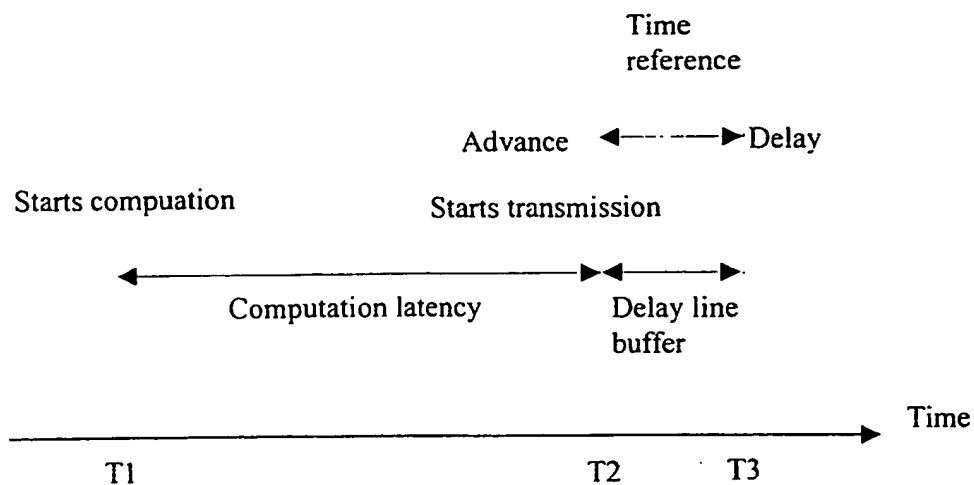 Time
reference
Advance
Delay
Starts compuation
Starts transmission
Computation latency
Delay line
buffer
Time
T1
T2
T3